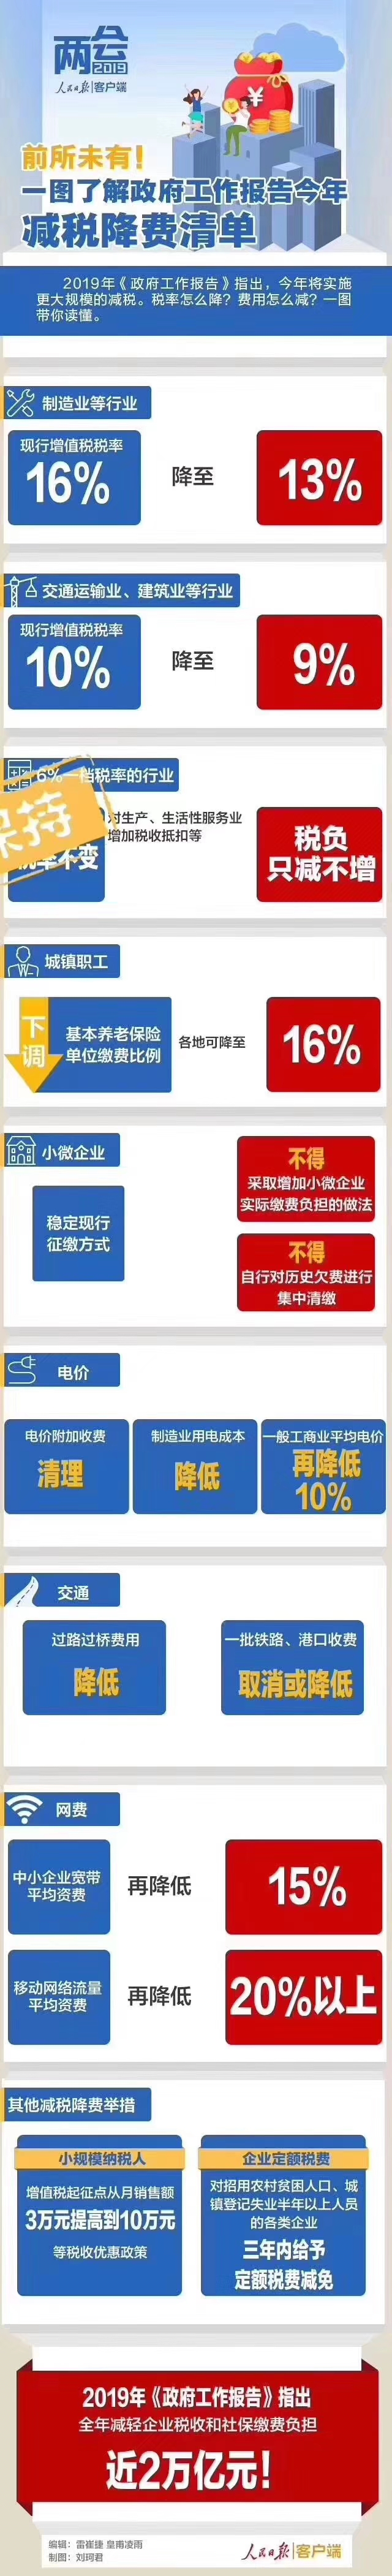 两会
2019
人民日报|客户端
前所未有！
一图了解政府工作报告今年
减税降费清单
2019年《政府工作报告》指出，今年将实施
更大规模的减税。税率怎么降？费用怎么减？一图
带你读懂。
制造业等行业
现行增值税税率
16%
降至
13%
交通运输业、建筑业等行业
现行增值税税率
10%
降至
9%
6%一档税率的行业
保持
税率不变
对生产、生活性服务业
增加税收抵扣等
税负
只减不增
城镇职工
下调
基本养老保险
单位缴费比例
各地可降至
16%
小微企业
稳定现行
征缴方式
不得
采取增加小微企业
实际缴费负担的做法
不得
自行对历史欠费进行
集中清缴
电价
电价附加收费
清理
制造业用电成本
降低
一般工商业平均电价
再降低
10%
交通
过路过桥费用
降低
一批铁路、港口收费
取消或降低
网费
中小企业宽带
平均资费
再降低
15%
移动网络流量
平均资费
再降低
20%以上
其他减税降费举措
小规模纳税人
增值税起征点从月销售额
3万元提高到10万元
等税收优惠政策
企业定额税费
对招用农村贫困人口、城
镇登记失业半年以上人员
的各类企业
三年内给予
定额税费减免
2019年《政府工作报告》指出
全年减轻企业税收和社保缴费负担
近2万亿元！
编辑：雷崔捷 皇甫凌雨
制图：刘珂君
人民日报|客户端